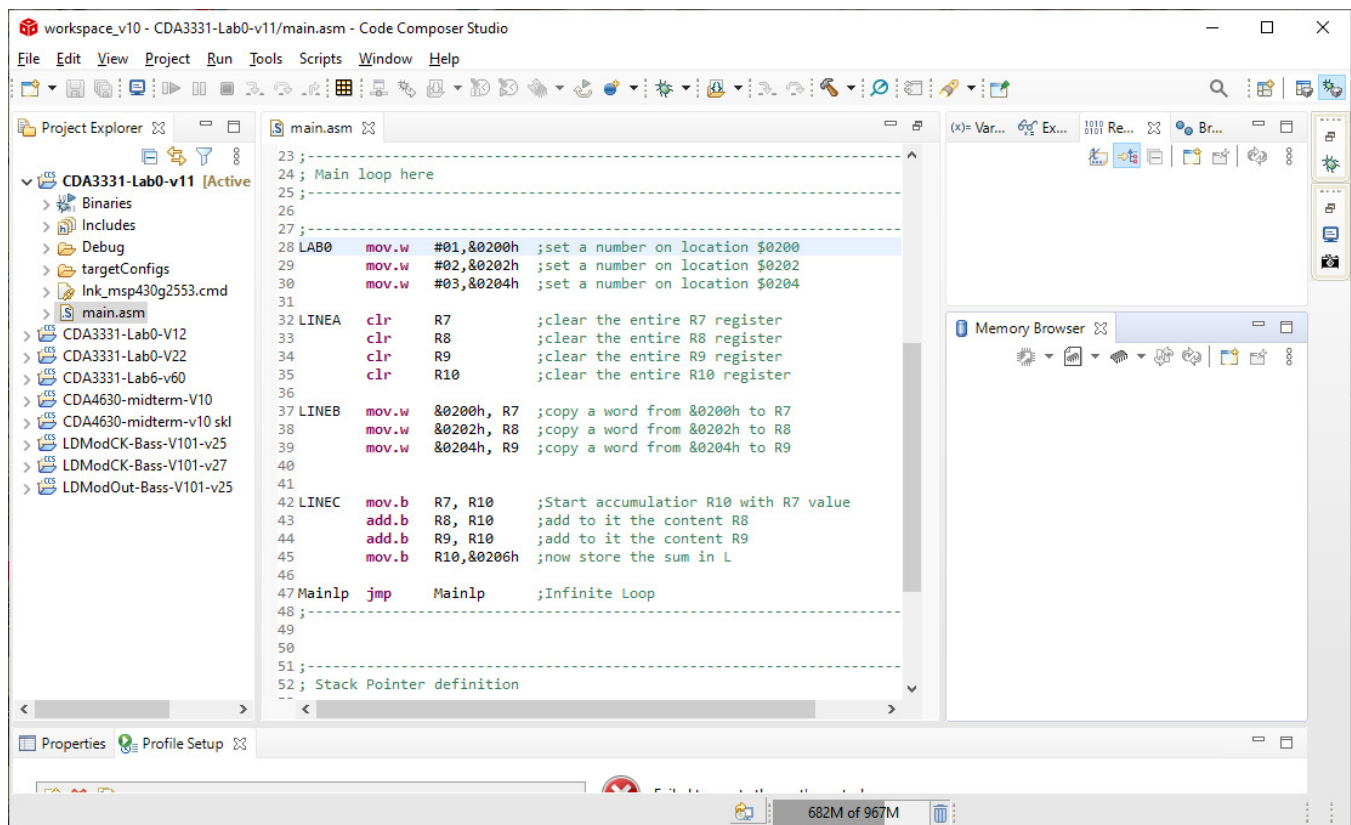 workspace_v10 - CDA3331-Lab0-v11/main.asm - Code Composer Studio
File Edit View Project Run Tools Scripts Window Help
Project Explorer
CDA3331-Lab0-v11 [Active
Binaries
Includes
Debug
targetConfigs
lnk_msp430g2553.cmd
main.asm
CDA3331-Lab0-V12
CDA3331-Lab0-V22
CDA3331-Lab6-v60
CDA4630-midterm-V10
CDA4630-midterm-v10 skl
LDModCK-Bass-V101-v25
LDModCK-Bass-V101-v27
LDModOut-Bass-V101-v25
main.asm
23 ;-------------------------------------------------------------------------------
24 ; Main loop here
25 ;-------------------------------------------------------------------------------
26
27 ;-------------------------------------------------------------------------------
28 LAB0 mov.w #01,&0200h ;set a number on location $0200
29 mov.w #02,&0202h ;set a number on location $0202
30 mov.w #03,&0204h ;set a number on location $0204
31
32 LINEA clr R7 ;clear the entire R7 register
33 clr R8 ;clear the entire R8 register
34 clr R9 ;clear the entire R9 register
35 clr R10 ;clear the entire R10 register
36
37 LINEB mov.w &0200h, R7 ;copy a word from &0200h to R7
38 mov.w &0202h, R8 ;copy a word from &0202h to R8
39 mov.w &0204h, R9 ;copy a word from &0204h to R9
40
41
42 LINEC mov.b R7, R10 ;Start accumulatior R10 with R7 value
43 add.b R8, R10 ;add to it the content R8
44 add.b R9, R10 ;add to it the content R9
45 mov.b R10,&0206h ;now store the sum in L
46
47 Mainlp jmp Mainlp ;Infinite Loop
48 ;-------------------------------------------------------------------------------
49
50
51 ;-------------------------------------------------------------------------------
52 ; Stack Pointer definition
(x)= Var... Ex... 1010 0101 Re... Br...
Memory Browser
Properties Profile Setup
682M of 967M